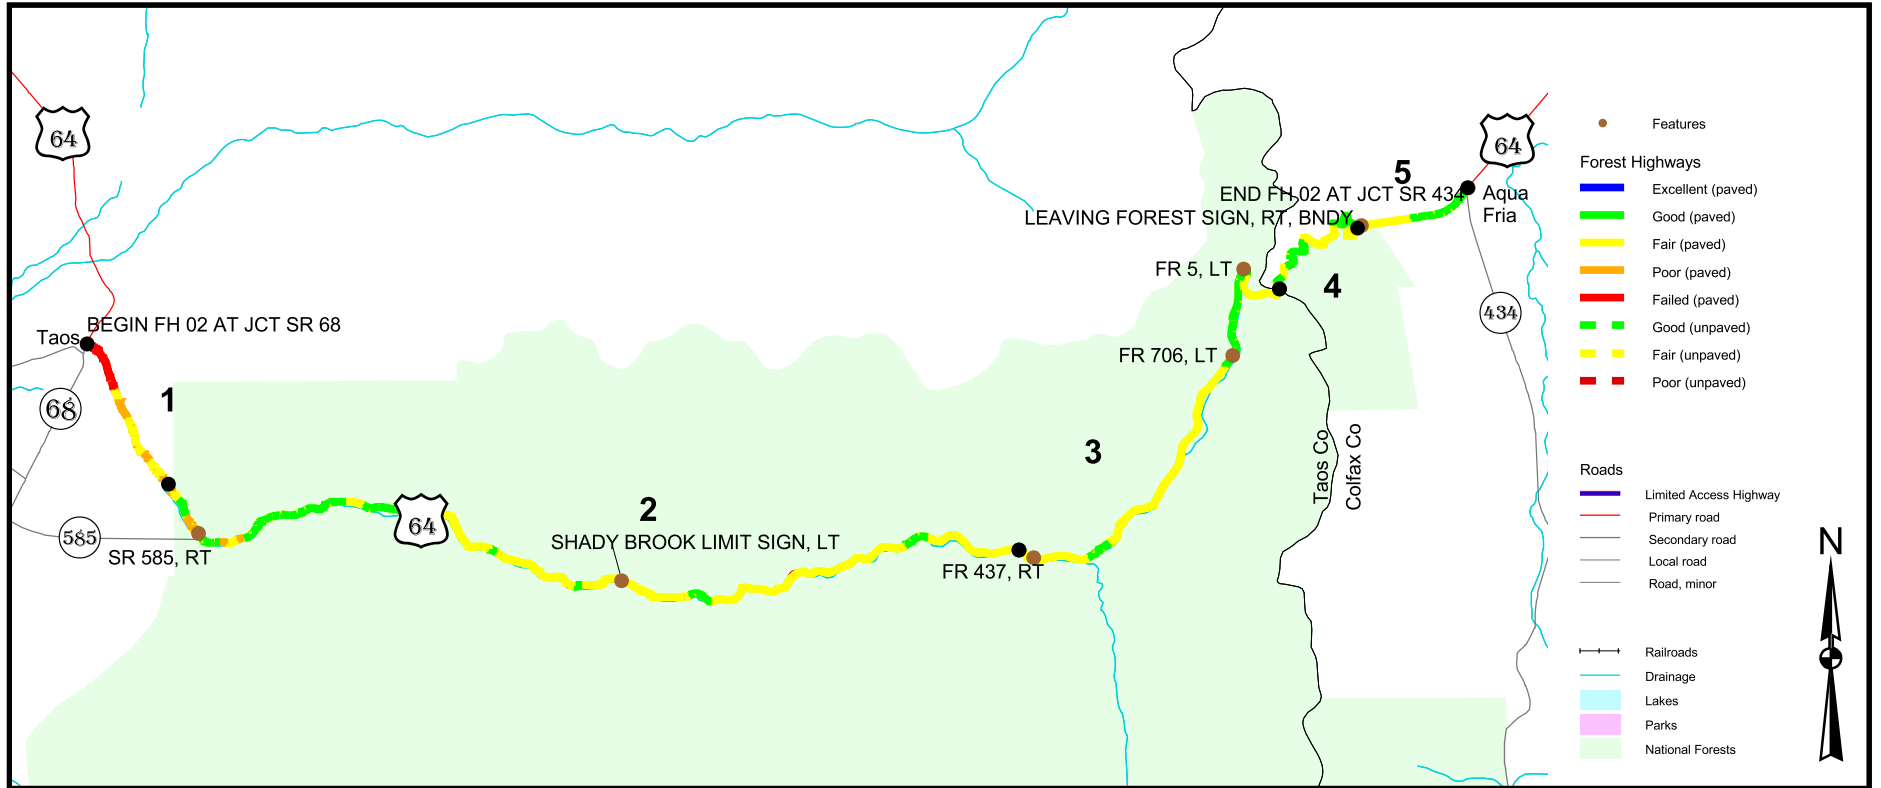 64
64
5
END FH 02 AT JCT SR 434
Aqua
Fria
LEAVING FOREST SIGN, RT, BNDY
FR 5, LT
4
434
BEGIN FH 02 AT JCT SR 68
Taos
FR 706, LT
1
68
3
Taos Co
Colfax Co
2
64
585
SHADY BROOK LIMIT SIGN, LT
SR 585, RT
FR 437, RT
Features
Forest Highways
Excellent (paved)
Good (paved)
Fair (paved)
Poor (paved)
Failed (paved)
Good (unpaved)
Fair (unpaved)
Poor (unpaved)
Roads
Limited Access Highway
Primary road
Secondary road
Local road
Road, minor
Railroads
Drainage
Lakes
Parks
National Forests
N